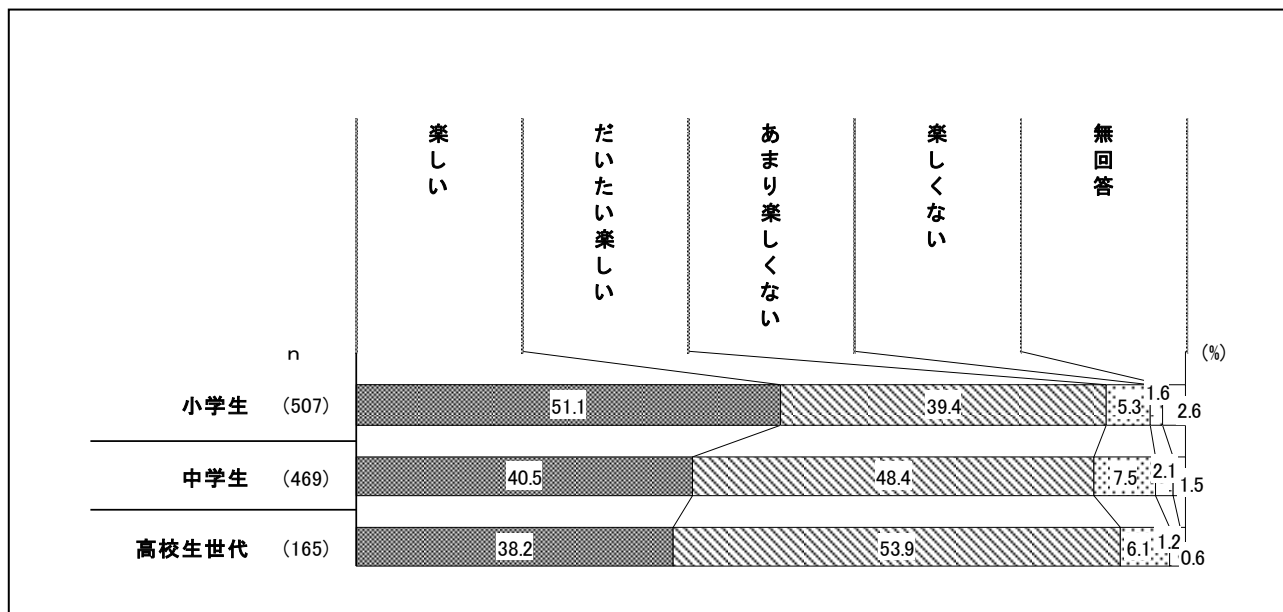 楽しい
だいたい楽しい
あまり楽しくない
楽しくない
無回答
n
(%)
小学生 (507) 51.1 39.4 5.3 1.6 2.6
中学生 (469) 40.5 48.4 7.5 2.1 1.5
高校生世代 (165) 38.2 53.9 6.1 1.2 0.6